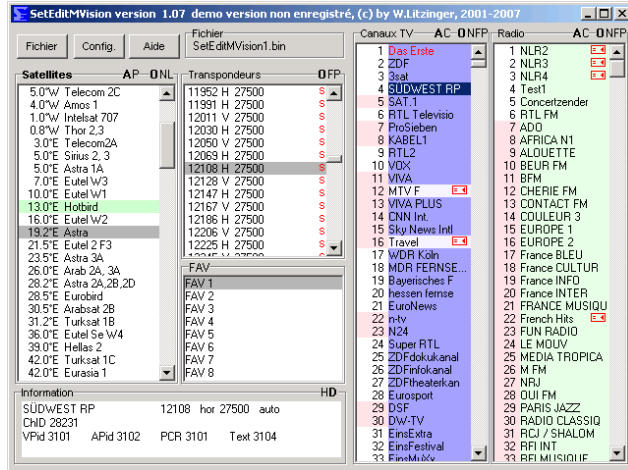 SetEditMVision version 1.07 demo version non enregistré, (c) by W.Litzinger, 2001-2007
Fichier
Config.
Aide
Fichier
SetEditMVision1.bin
Satellites AP ONL
5.0°W Telecom 2C
4.0°W Amos 1
1.0°W Intelsat 707
0.8°W Thor 2,3
3.0°E Telecom2A
5.0°E Sirius 2, 3
5.0°E Astra 1A
7.0°E Eutel W3
10.0°E Eutel W1
13.0°E Hotbird
16.0°E Eutel W2
19.2°E Astra
21.5°E Eutel 2 F3
23.5°E Astra 3A
26.0°E Arab 2A, 3A
28.2°E Astra 2A,2B,2D
28.5°E Eurobird
30.5°E Arabsat 2B
31.2°E Turksat 1B
36.0°E Eutel Se W4
39.0°E Hellas 2
42.0°E Turksat 1C
42.0°E Eurasia 1
Transpondeurs OFP
11952 H 27500 S
11991 H 27500 S
12011 V 27500 S
12030 H 27500 S
12050 V 27500 S
12069 H 27500 S
12108 H 27500 S
12128 V 27500 S
12147 H 27500 S
12167 V 27500 S
12186 H 27500 S
12206 V 27500 S
12225 H 27500 S
FAV
FAV 1
FAV 2
FAV 3
FAV 4
FAV 5
FAV 6
FAV 7
FAV 8
Information HD
SÜDWEST RP 12108 hor 27500 auto
ChID 28231
VPid 3101 APid 3102 PCR 3101 Text 3104
Canaux TV AC ONFP
1 Das Erste
2 ZDF
3 3sat
4 SÜDWEST RP
5 SAT.1
6 RTL Televisio
7 ProSieben
8 KABEL1
9 RTL2
10 VOX
11 VIVA
12 MTV F
13 VIVA PLUS
14 CNN Int.
15 Sky News Intl
16 Travel
17 WDR Köln
18 MDR FERNSE...
19 Bayerisches F
20 hessen fernse
21 EuroNews
22 n-tv
23 N24
24 Super RTL
25 ZDFdokukanal
26 ZDFinfokanal
27 ZDFtheaterkan
28 Eurosport
29 DSF
30 DW-TV
31 EinsExtra
32 EinsFestival
33 EinsMuXx
Radio AC ONFP
1 NLR2
2 NLR3
3 NLR4
4 Test1
5 Concertzender
6 RTL FM
7 ADO
8 AFRICA N1
9 ALOUETTE
10 BEUR FM
11 BFM
12 CHERIE FM
13 CONTACT FM
14 COULEUR 3
15 EUROPE 1
16 EUROPE 2
17 France BLEU
18 France CULTUR
19 France INFO
20 France INTER
21 FRANCE MUSIQU
22 French Hits
23 FUN RADIO
24 LE MOUV
25 MEDIA TROPICA
26 M FM
27 NRJ
28 OUI FM
29 PARIS JAZZ
30 RADIO CLASSIQ
31 RCJ / SHALOM
32 RFI INT
33 RFI MUSIQUE